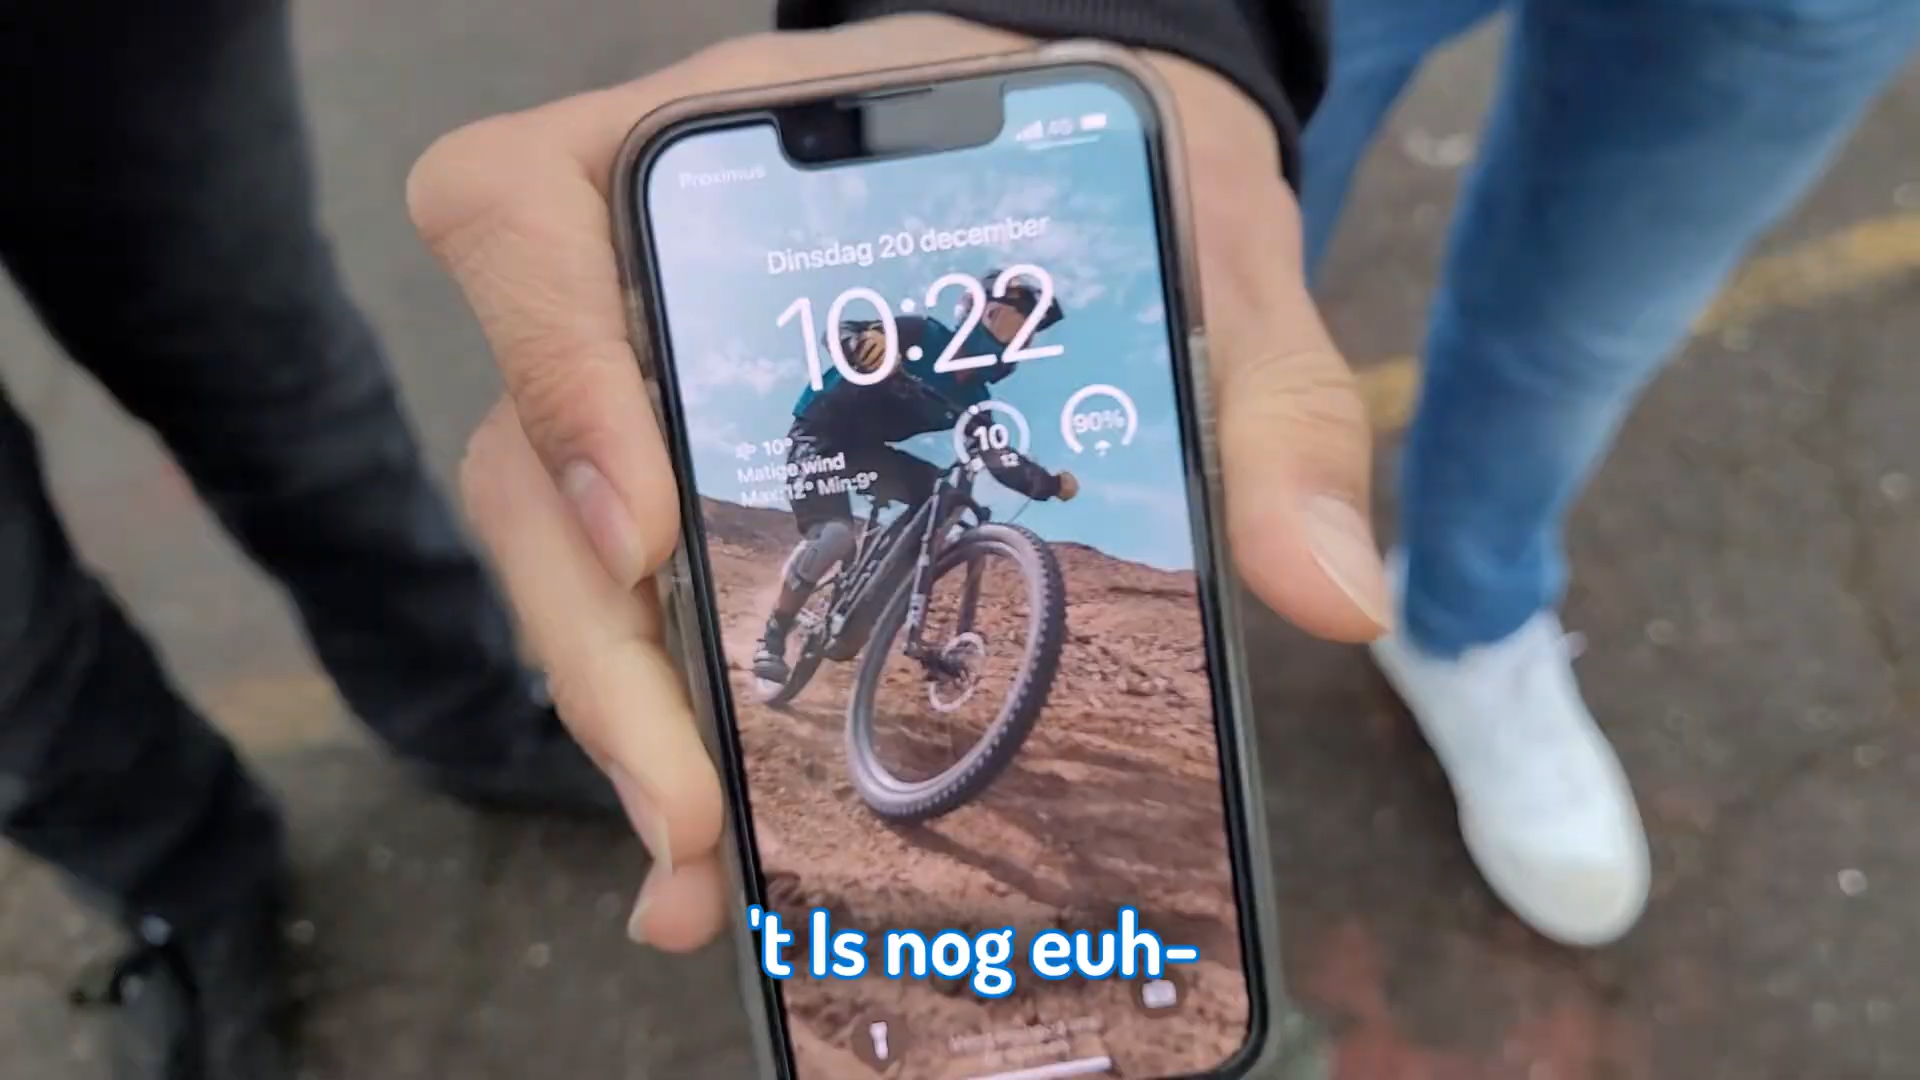 Proximus
4G
Dinsdag 20 december
10:22
10°
Matige wind
Max:12° Min:9°
10
12
90%
't Is nog euh-